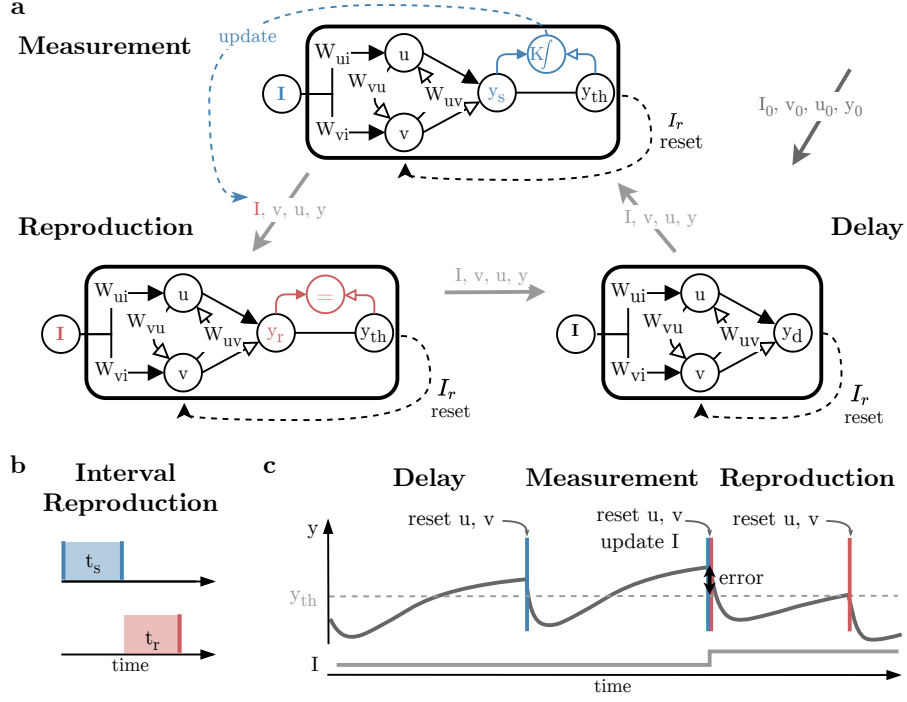 a
Measurement
update
I
W_ui
W_vu
W_uv
W_vi
u
v
y_s
K∫
y_th
I_r
reset
I_0, v_0, u_0, y_0
Reproduction
I, v, u, y
I, v, u, y
Delay
I, v, u, y
I
W_ui
W_vu
W_uv
W_vi
u
v
y_r
=
y_th
I_r
reset
I
W_ui
W_vu
W_uv
W_vi
u
v
y_d
I_r
reset
b
Interval
Reproduction
t_s
t_r
time
c
Delay
Measurement
Reproduction
y
reset u, v
reset u, v
update I
reset u, v
error
y_th
I
time